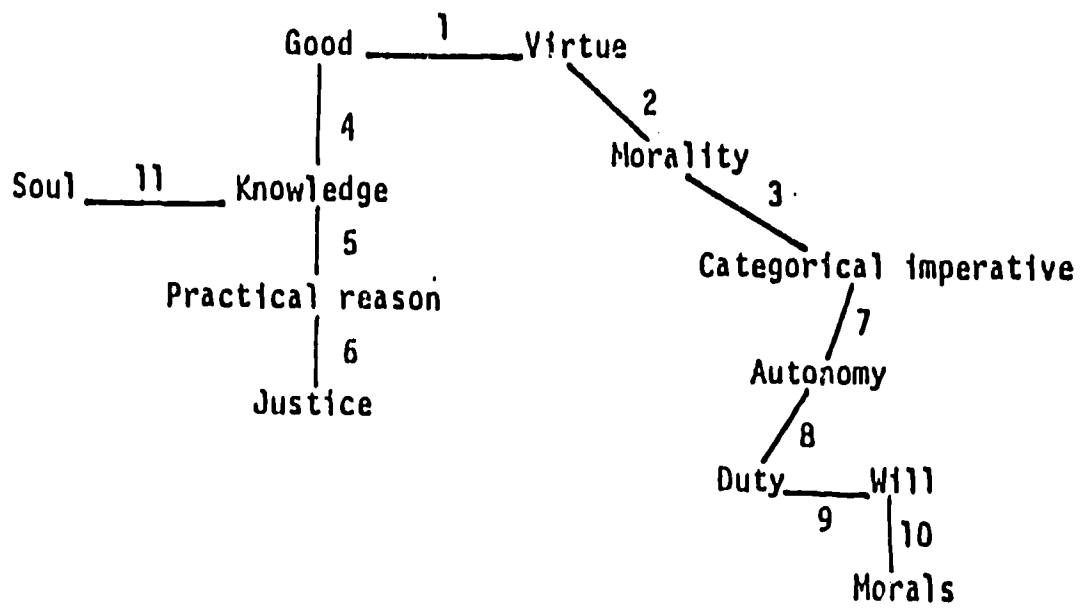 1
Good Virtue
2
4
Morality
Soul 11 Knowledge
3
5
Categorical imperative
Practical reason
7
6
Autonomy
Justice
8
Duty Will
9
10
Morals